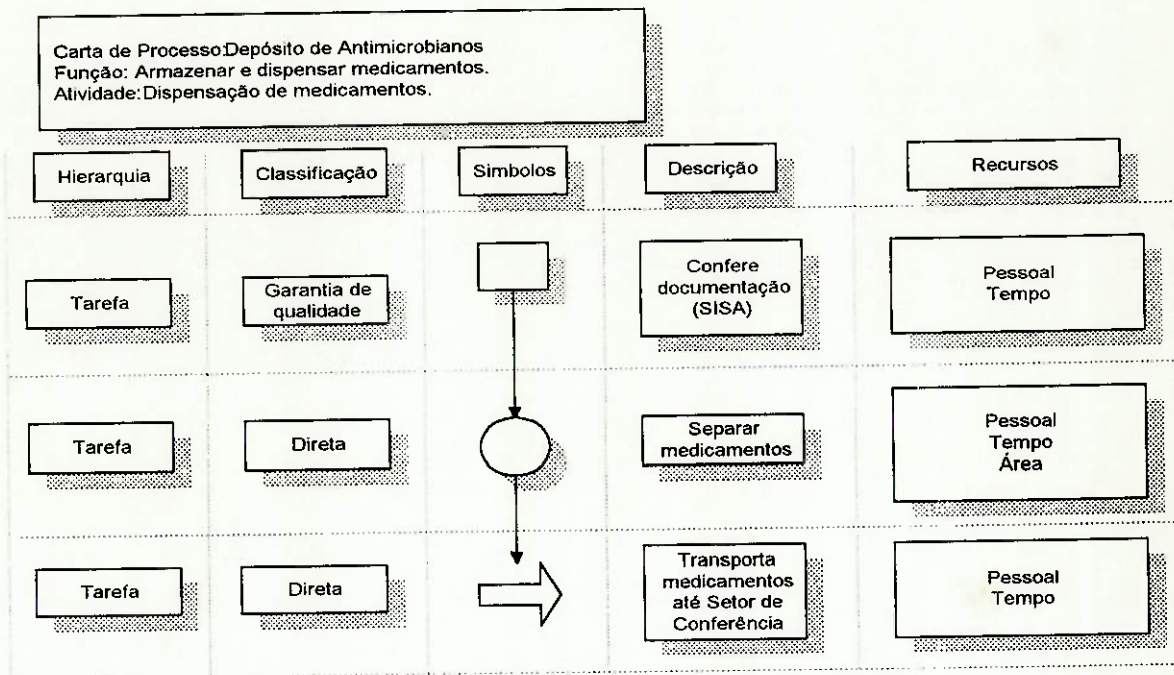 Carta de Processo:Depósito de Antimicrobianos
Função: Armazenar e dispensar medicamentos.
Atividade:Dispensação de medicamentos.
Hierarquia
Classificação
Simbolos
Descrição
Recursos
Tarefa
Garantia de
qualidade
Confere
documentação
(SISA)
Pessoal
Tempo
Tarefa
Direta
Separar
medicamentos
Pessoal
Tempo
Área
Tarefa
Direta
Transporta
medicamentos
até Setor de
Conferência
Pessoal
Tempo